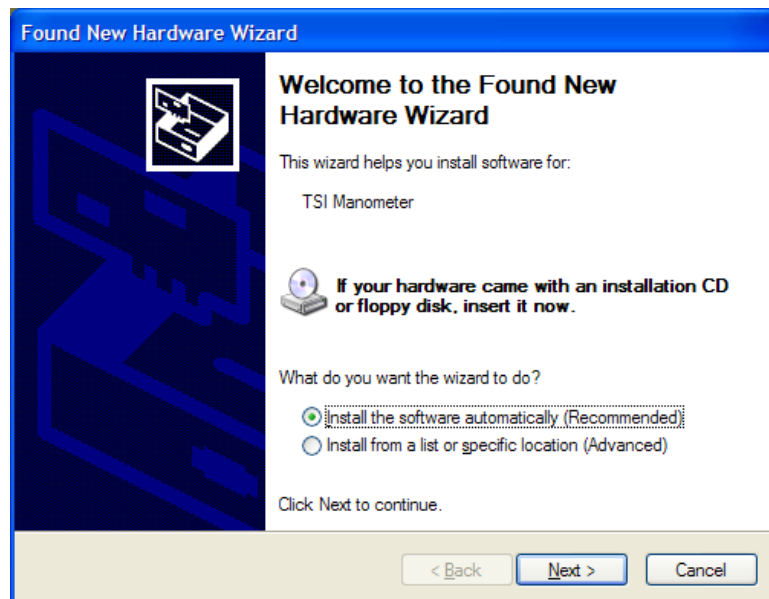 Found New Hardware Wizard
Welcome to the Found New
Hardware Wizard
This wizard helps you install software for:
TSI Manometer
If your hardware came with an installation CD
or floppy disk, insert it now.
What do you want the wizard to do?
Install the software automatically (Recommended)
Install from a list or specific location (Advanced)
Click Next to continue.
< Back Next > Cancel